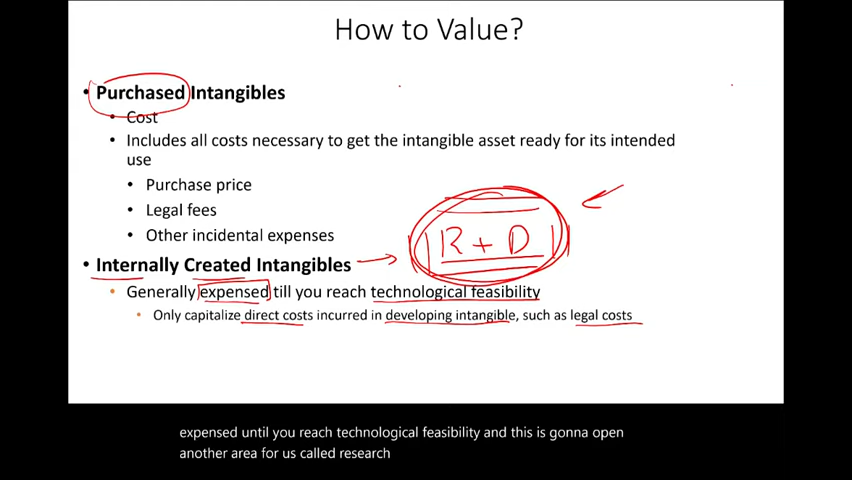 How to Value?
• Purchased Intangibles
• Cost
• Includes all costs necessary to get the intangible asset ready for its intended
use
• Purchase price
• Legal fees
• Other incidental expenses
R + D
• Internally Created Intangibles
• Generally expensed till you reach technological feasibility
• Only capitalize direct costs incurred in developing intangible, such as legal costs
expensed until you reach technological feasibility and this is gonna open
another area for us called research